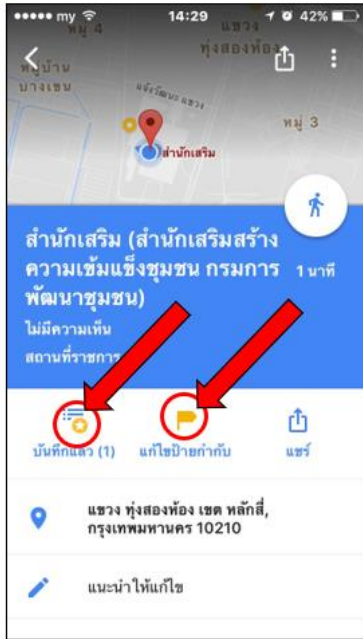 my 14:29 42%
หมู่ 4
แขวง
ทุ่งสองห้อง
หมู่บ้าน
บางเขน
แจ้งวัฒนะ
หมู่ 3
สำนักเสริม
สำนักเสริม (สำนักเสริมสร้าง
ความเข้มแข็งชุมชน กรมการ
พัฒนาชุมชน)
1 นาที
ไม่มีความเห็น
สถานที่ราชการ
บันทึกแล้ว (1) แก้ไขป้ายกำกับ แชร์
แขวง ทุ่งสองห้อง เขต หลักสี่,
กรุงเทพมหานคร 10210
แนะนำให้แก้ไข